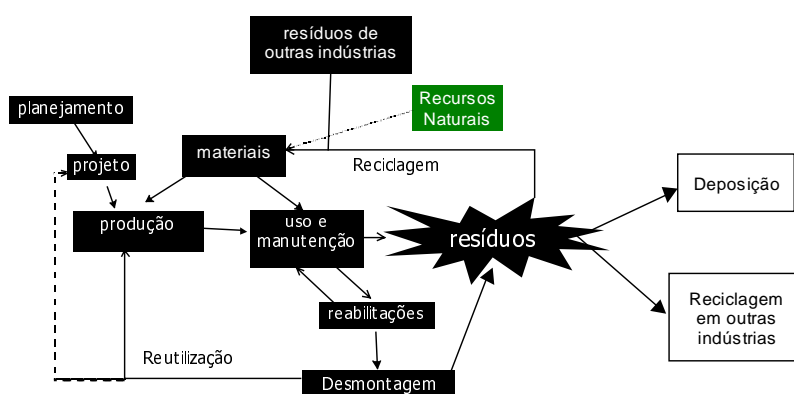 resíduos de
outras indústrias
Recursos
Naturais
planejamento
materiais
projeto
Reciclagem
Deposição
produção
uso e
manutenção
resíduos
Reciclagem
em outras
indústrias
reabilitações
Reutilização
Desmontagem